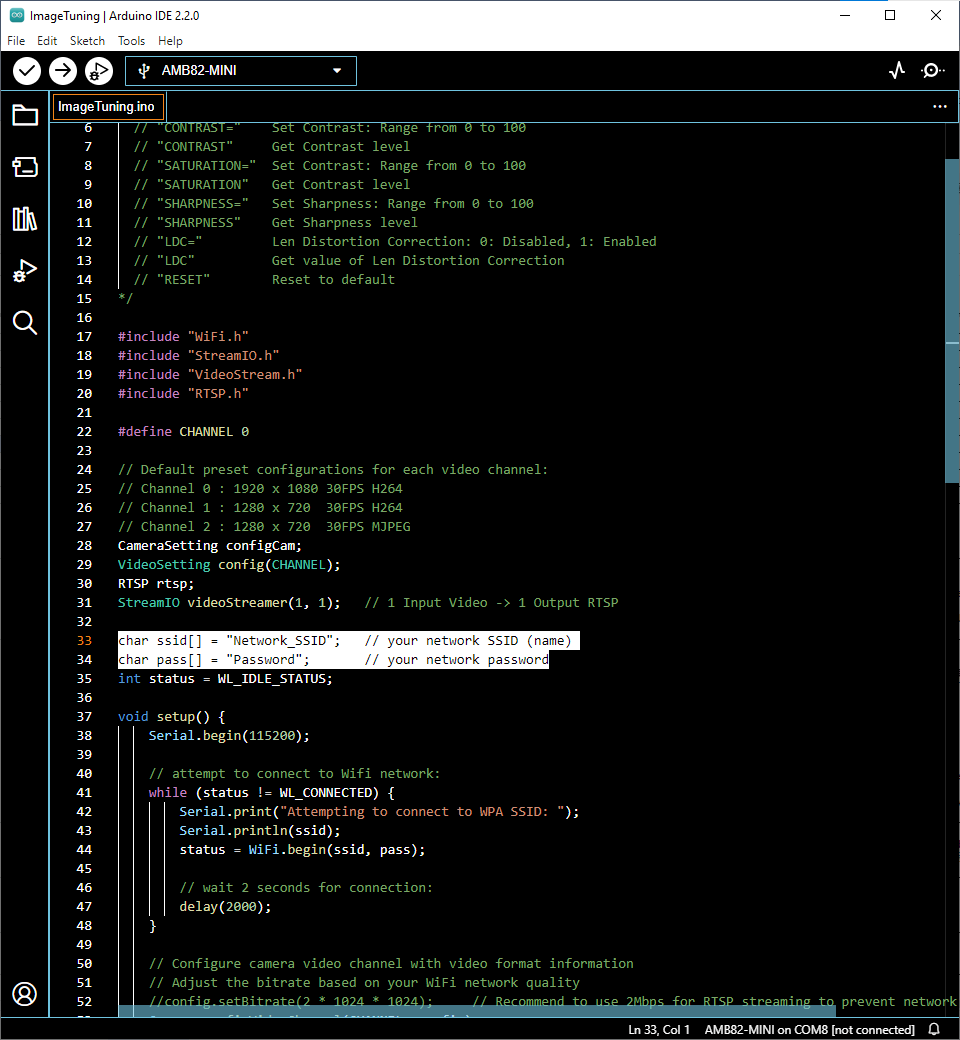 ImageTuning | Arduino IDE 2.2.0
File Edit Sketch Tools Help
AMB82-MINI
ImageTuning.ino
6 // "CONTRAST=" Set Contrast: Range from 0 to 100
7 // "CONTRAST" Get Contrast level
8 // "SATURATION=" Set Contrast: Range from 0 to 100
9 // "SATURATION" Get Contrast level
10 // "SHARPNESS=" Set Sharpness: Range from 0 to 100
11 // "SHARPNESS" Get Sharpness level
12 // "LDC=" Len Distortion Correction: 0: Disabled, 1: Enabled
13 // "LDC" Get value of Len Distortion Correction
14 // "RESET" Reset to default
15 */
16
17 #include "WiFi.h"
18 #include "StreamIO.h"
19 #include "VideoStream.h"
20 #include "RTSP.h"
21
22 #define CHANNEL 0
23
24 // Default preset configurations for each video channel:
25 // Channel 0 : 1920 x 1080 30FPS H264
26 // Channel 1 : 1280 x 720  30FPS H264
27 // Channel 2 : 1280 x 720  30FPS MJPEG
28 CameraSetting configCam;
29 VideoSetting config(CHANNEL);
30 RTSP rtsp;
31 StreamIO videoStreamer(1, 1);   // 1 Input Video -> 1 Output RTSP
32
33 char ssid[] = "Network_SSID";   // your network SSID (name)
34 char pass[] = "Password";       // your network password
35 int status = WL_IDLE_STATUS;
36
37 void setup() {
38 Serial.begin(115200);
39
40 // attempt to connect to Wifi network:
41 while (status != WL_CONNECTED) {
42 Serial.print("Attempting to connect to WPA SSID: ");
43 Serial.println(ssid);
44 status = WiFi.begin(ssid, pass);
45
46 // wait 2 seconds for connection:
47 delay(2000);
48 }
49
50 // Configure camera video channel with video format information
51 // Adjust the bitrate based on your WiFi network quality
52 //config.setBitrate(2 * 1024 * 1024);     // Recommend to use 2Mbps for RTSP streaming to prevent network
Ln 33, Col 1 AMB82-MINI on COM8 [not connected]